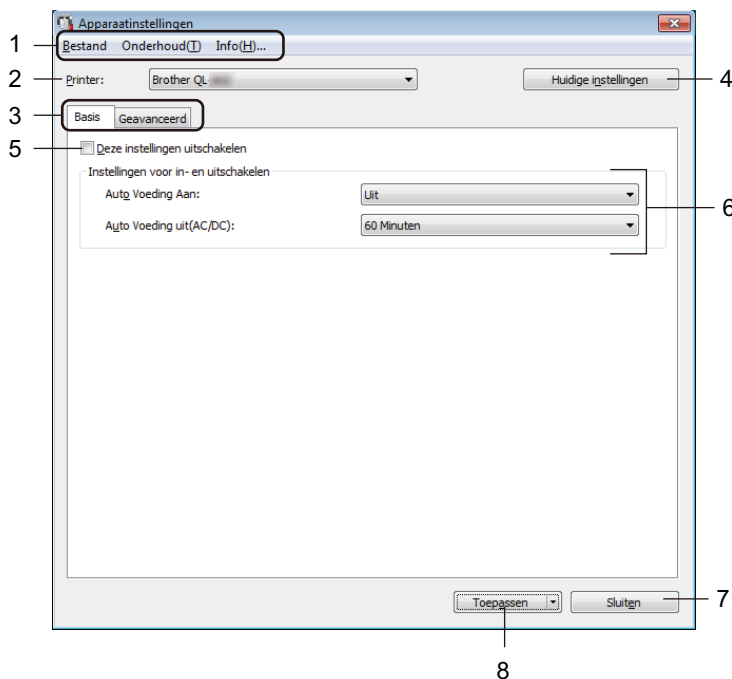 Apparaatinstellingen
1
Bestand Onderhoud(T) Info(H)...
2
Printer: Brother QL- Huidige instellingen
4
3
Basis Geavanceerd
5
Deze instellingen uitschakelen
Instellingen voor in- en uitschakelen
Auto Voeding Aan: Uit
6
Auto Voeding uit(AC/DC): 60 Minuten
Toepassen Sluiten
7
8